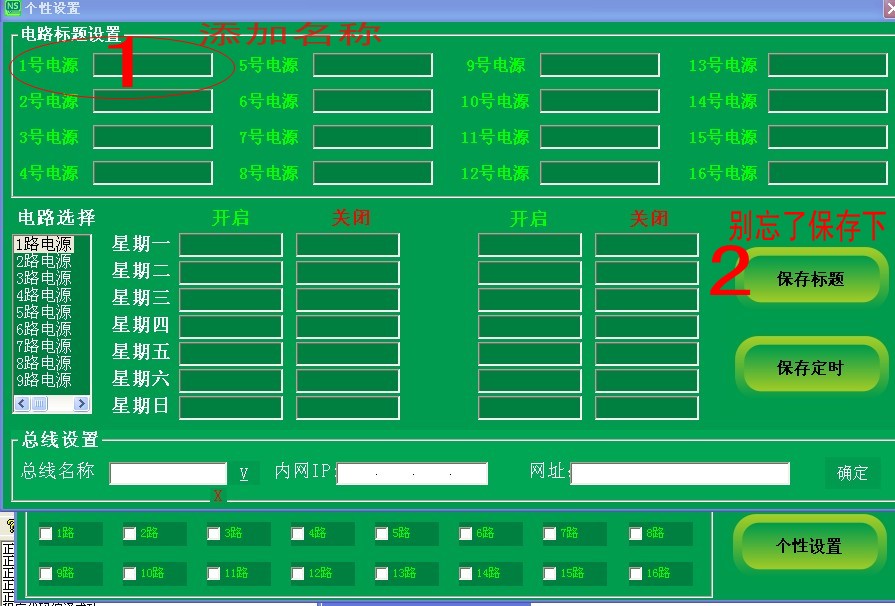 NS 个性设置
添加名称
电路标题设置
1
1号电源 5号电源 9号电源 13号电源
2号电源 6号电源 10号电源 14号电源
3号电源 7号电源 11号电源 15号电源
4号电源 8号电源 12号电源 16号电源
电路选择 开启 关闭 开启 关闭
别忘了保存下
2
1路电源
2路电源
3路电源
4路电源
5路电源
6路电源
7路电源
8路电源
9路电源
星期一
星期二
星期三
星期四
星期五
星期六
星期日
保存标题
保存定时
总线设置
总线名称 y 内网IP: . . . 网址: 确定
X
1路 2路 3路 4路 5路 6路 7路 8路
9路 10路 11路 12路 13路 14路 15路 16路
个性设置
正
正
正
正
正